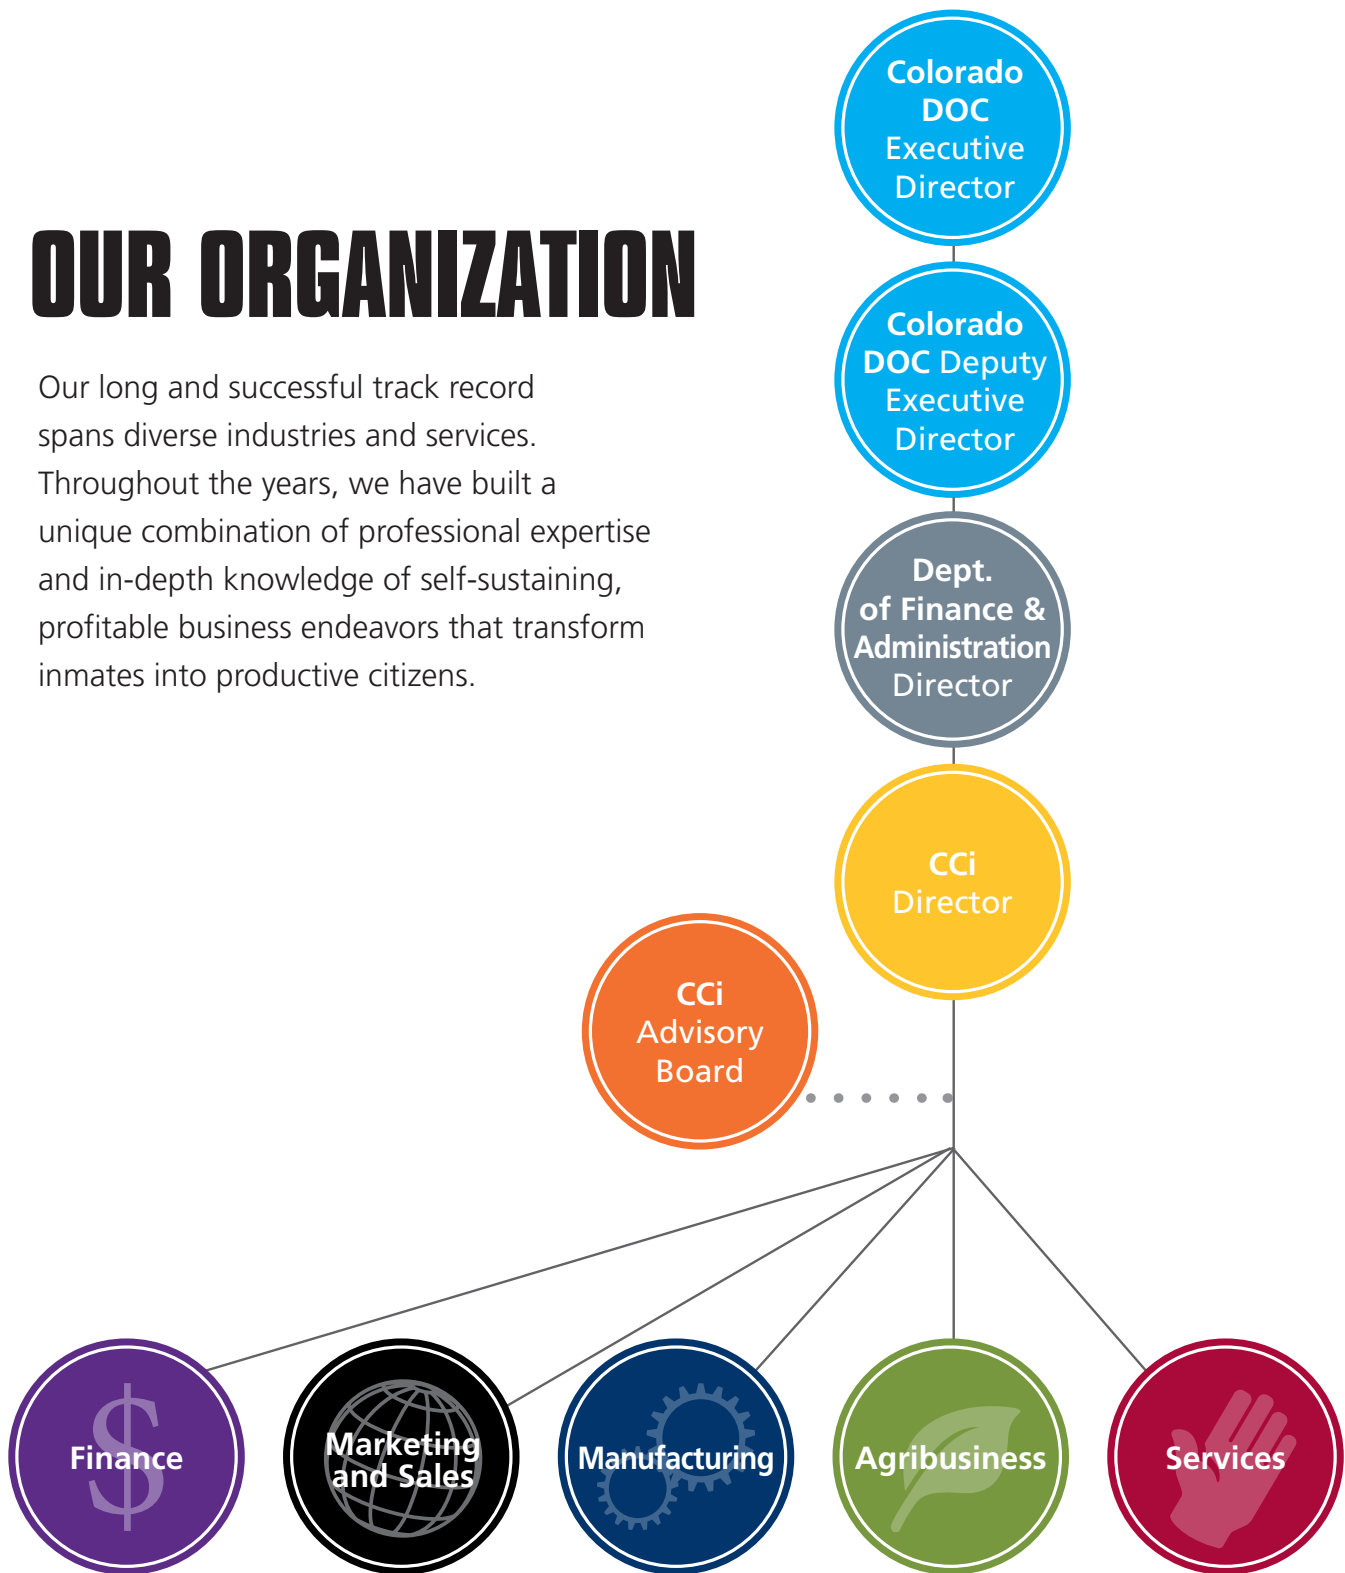 OUR ORGANIZATION
Our long and successful track record
spans diverse industries and services.
Throughout the years, we have built a
unique combination of professional expertise
and in-depth knowledge of self-sustaining,
profitable business endeavors that transform
inmates into productive citizens.
Colorado
DOC
Executive
Director
Colorado
DOC Deputy
Executive
Director
Dept.
of Finance &
Administration
Director
CCi
Director
CCi
Advisory
Board
$
Finance
Marketing
and Sales
Manufacturing
Agribusiness
Services